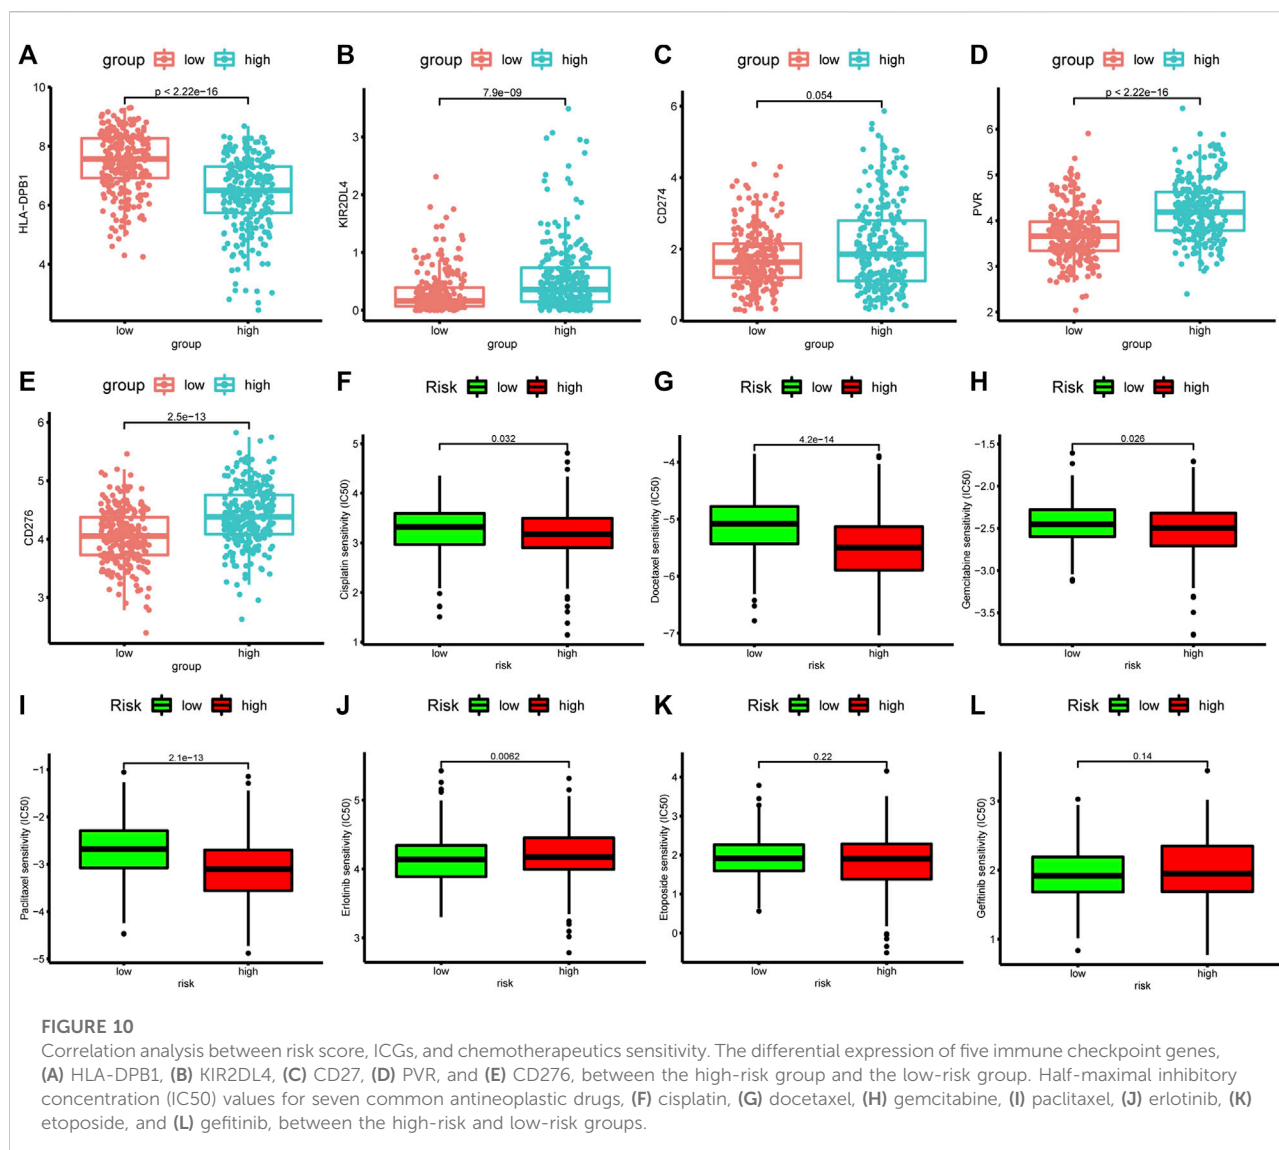 A
group low high
p < 2.22e−16
HLA−DPB1
10
8
6
4
low high
group
B
group low high
7.9e−09
KIR2DL4
3
2
1
0
low high
group
C
group low high
0.054
CD274
6
4
2
0
low high
group
D
group low high
p < 2.22e−16
PVR
6
5
4
3
2
low high
group
E
group low high
2.5e−13
CD276
6
5
4
3
low high
group
F
Risk low high
0.032
Cisplatin sensitivity (IC50)
5
4
3
2
1
low high
risk
G
Risk low high
4.2e−14
Docetaxel sensitivity (IC50)
−4
−5
−6
−7
low high
risk
H
Risk low high
0.026
Gemcitabine sensitivity (IC50)
−1.5
−2.0
−2.5
−3.0
−3.5
low high
risk
I
Risk low high
2.1e−13
Paclitaxel sensitivity (IC50)
−1
−2
−3
−4
−5
low high
risk
J
Risk low high
0.0062
Erlotinib sensitivity (IC50)
5
4
3
low high
risk
K
Risk low high
0.22
Etoposide sensitivity (IC50)
4
3
2
1
0
low high
risk
L
Risk low high
0.14
Gefitinib sensitivity (IC50)
3
2
1
low high
risk
FIGURE 10
Correlation analysis between risk score, ICGs, and chemotherapeutics sensitivity. The differential expression of five immune checkpoint genes,
(A) HLA-DPB1, (B) KIR2DL4, (C) CD27, (D) PVR, and (E) CD276, between the high-risk group and the low-risk group. Half-maximal inhibitory
concentration (IC50) values for seven common antineoplastic drugs, (F) cisplatin, (G) docetaxel, (H) gemcitabine, (I) paclitaxel, (J) erlotinib, (K)
etoposide, and (L) gefitinib, between the high-risk and low-risk groups.